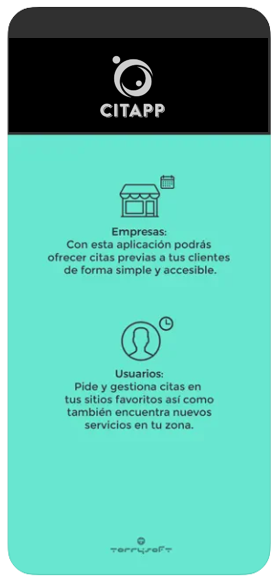 CITAPP
Empresas:
Con esta aplicación podrás
ofrecer citas previas a tus clientes
de forma simple y accesible.
Usuarios:
Pide y gestiona citas en
tus sitios favoritos así como
también encuentra nuevos
servicios en tu zona.
TERRYSOFT